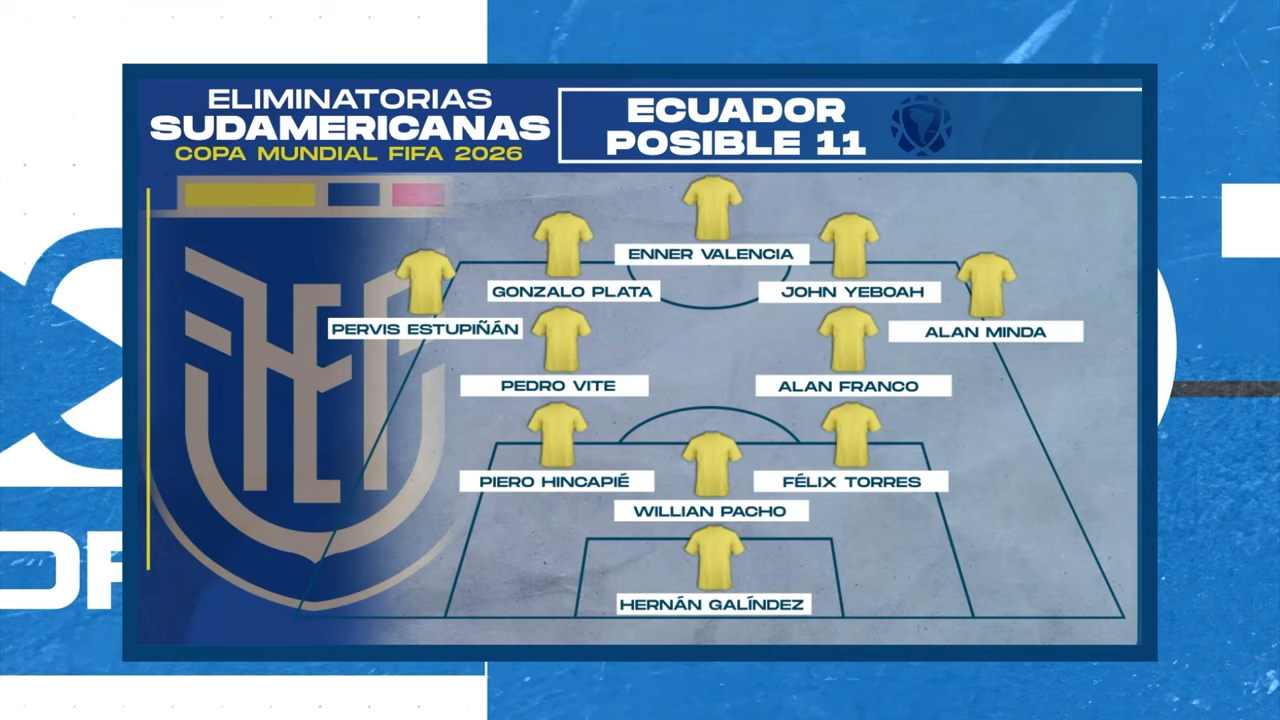 ELIMINATORIAS
SUDAMERICANAS
COPA MUNDIAL FIFA 2026
ECUADOR
POSIBLE 11
ENNER VALENCIA
GONZALO PLATA
JOHN YEBOAH
PERVIS ESTUPIÑÁN
ALAN MINDA
PEDRO VITE
ALAN FRANCO
PIERO HINCAPIÉ
FÉLIX TORRES
WILLIAN PACHO
HERNÁN GALÍNDEZ